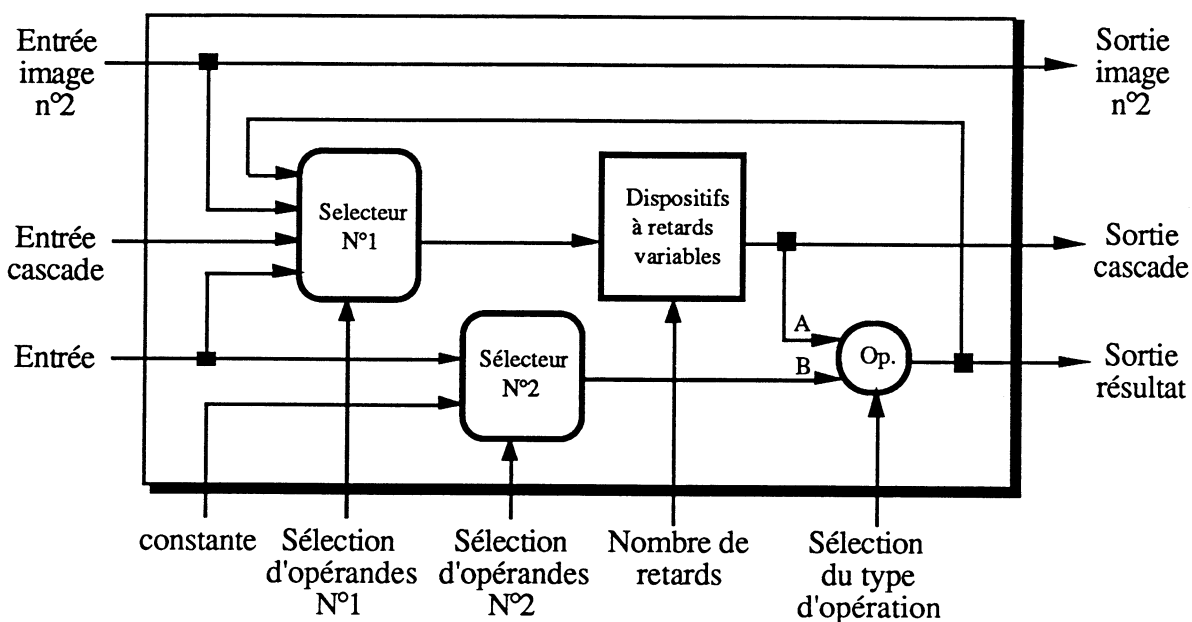 Entrée
image
n°2
Sortie
image
n°2
Selecteur
N°1
Dispositifs
à retards
variables
Entrée
cascade
Sortie
cascade
A
Entrée
Sélecteur
N°2
B
Op.
Sortie
résultat
constante
Sélection
d'opérandes
N°1
Sélection
d'opérandes
N°2
Nombre de
retards
Sélection
du type
d'opération